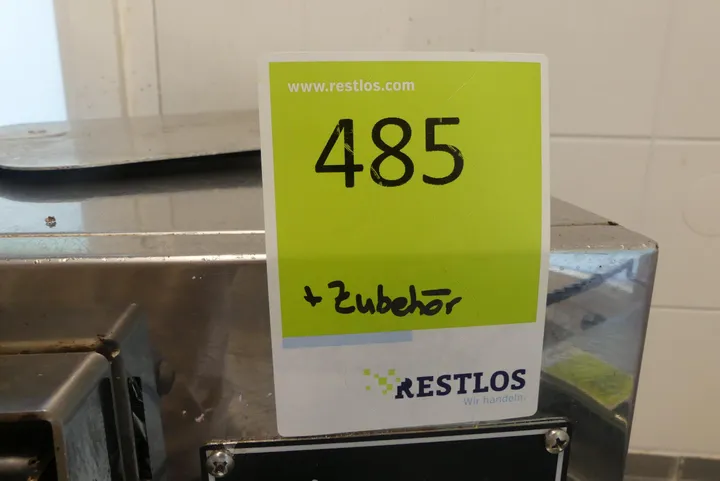 www.restlos.com
485
+ Zubehör
RESTLOS
Wir handeln.